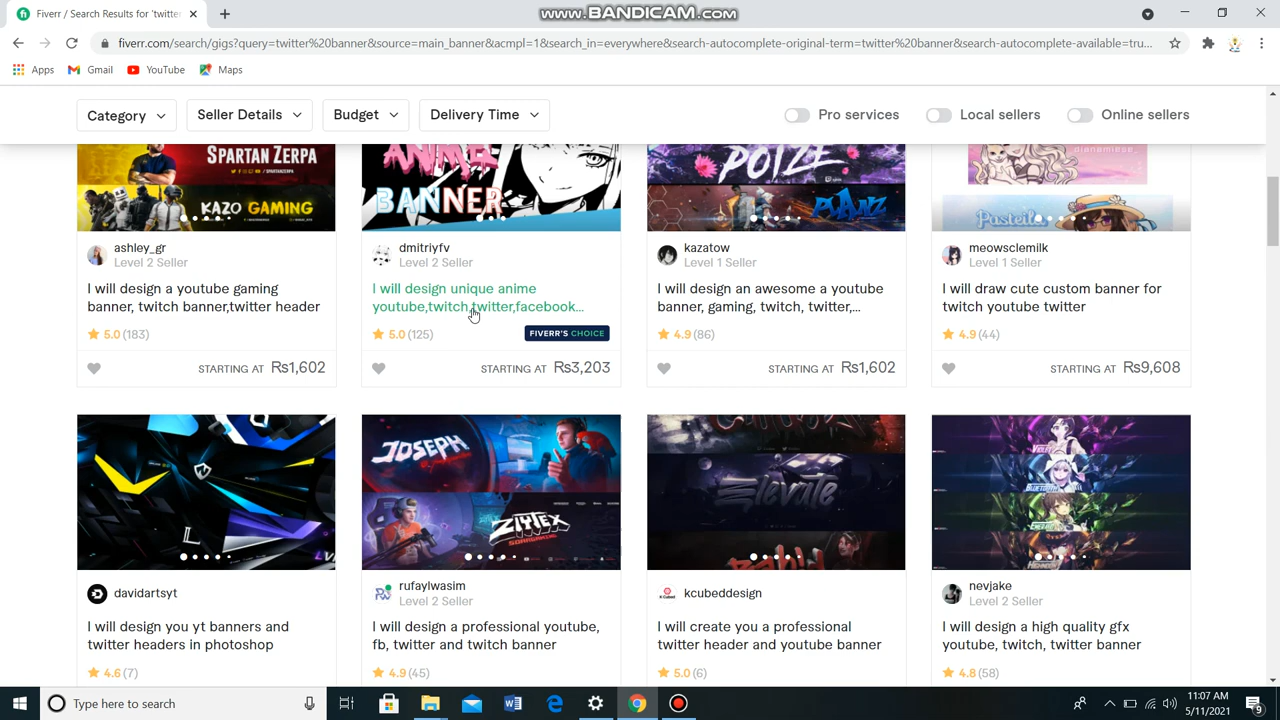 Fiverr / Search Results for 'twitte
www.BANDICAM.com
fiverr.com/search/gigs?query=twitter%20banner&source=main_banner&acmpl=1&search_in=everywhere&search-autocomplete-original-term=twitter%20banner&search-autocomplete-available=tru...
Apps Gmail YouTube Maps
Category Seller Details Budget Delivery Time Pro services Local sellers Online sellers
SPARTAN ZERPA
KAZO GAMING
ANIME
BANNER
POIZE
dianamiese_
Pasteila
ashley_gr
Level 2 Seller
I will design a youtube gaming
banner, twitch banner,twitter header
5.0 (183)
STARTING AT Rs1,602
dmitriyfv
Level 2 Seller
I will design unique anime
youtube,twitch,twitter,facebook...
5.0 (125) FIVERR'S CHOICE
STARTING AT Rs3,203
kazatow
Level 1 Seller
I will design an awesome a youtube
banner, gaming, twitch, twitter,...
4.9 (86)
STARTING AT Rs1,602
meowsclemilk
Level 1 Seller
I will draw cute custom banner for
twitch youtube twitter
4.9 (44)
STARTING AT Rs9,608
JOSEPH
ZIYTEX
Elevate
davidartsyt
I will design you yt banners and
twitter headers in photoshop
4.6 (7)
rufaylwasim
Level 2 Seller
I will design a professional youtube,
fb, twitter and twitch banner
4.9 (45)
kcubeddesign
I will create you a professional
twitter header and youtube banner
5.0 (6)
nevjake
Level 2 Seller
I will design a high quality gfx
youtube, twitch, twitter banner
4.8 (58)
Type here to search
11:07 AM
5/11/2021
9